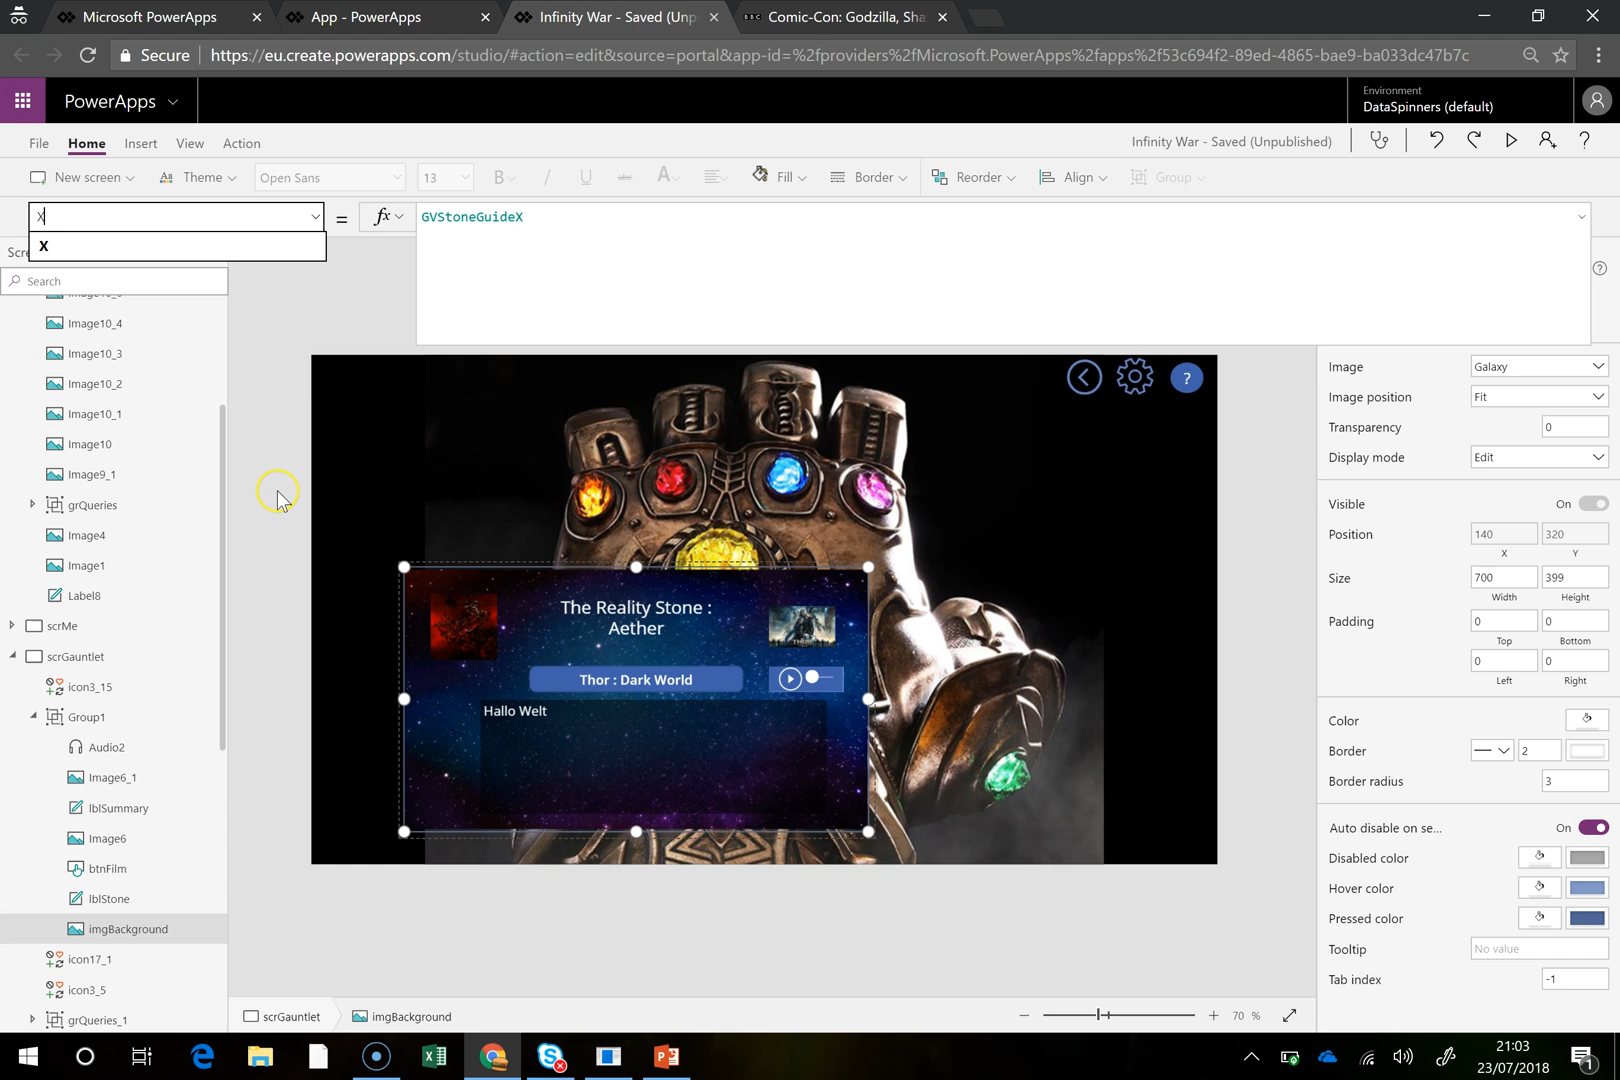 Microsoft PowerApps
App - PowerApps
Infinity War - Saved (Unp
BBC Comic-Con: Godzilla, Sha
Secure
https://eu.create.powerapps.com/studio/#action=edit&source=portal&app-id=%2fproviders%2fMicrosoft.PowerApps%2fapps%2f53c694f2-89ed-4865-bae9-ba033dc47b7c
PowerApps
Environment
DataSpinners (default)
File Home Insert View Action
Infinity War - Saved (Unpublished)
New screen Theme Open Sans 13 B / U abc A Fill Border Reorder Align Group
X = fx GVStoneGuideX
X
Scre
Search
Image10_4
Image10_3
Image10_2
Image10_1
Image10
Image9_1
grQueries
Image4
Image1
Label8
scrMe
scrGauntlet
icon3_15
Group1
Audio2
Image6_1
lblSummary
Image6
btnFilm
lblStone
imgBackground
icon17_1
icon3_5
grQueries_1
?
The Reality Stone :
Aether
Thor : Dark World
Hallo Welt
Image Galaxy
Image position Fit
Transparency 0
Display mode Edit
Visible On
Position 140 320
X Y
Size 700 399
Width Height
Padding 0 0
Top Bottom
0 0
Left Right
Color
Border 2
Border radius 3
Auto disable on se... On
Disabled color
Hover color
Pressed color
Tooltip No value
Tab index -1
scrGauntlet imgBackground
70 %
21:03
23/07/2018
1